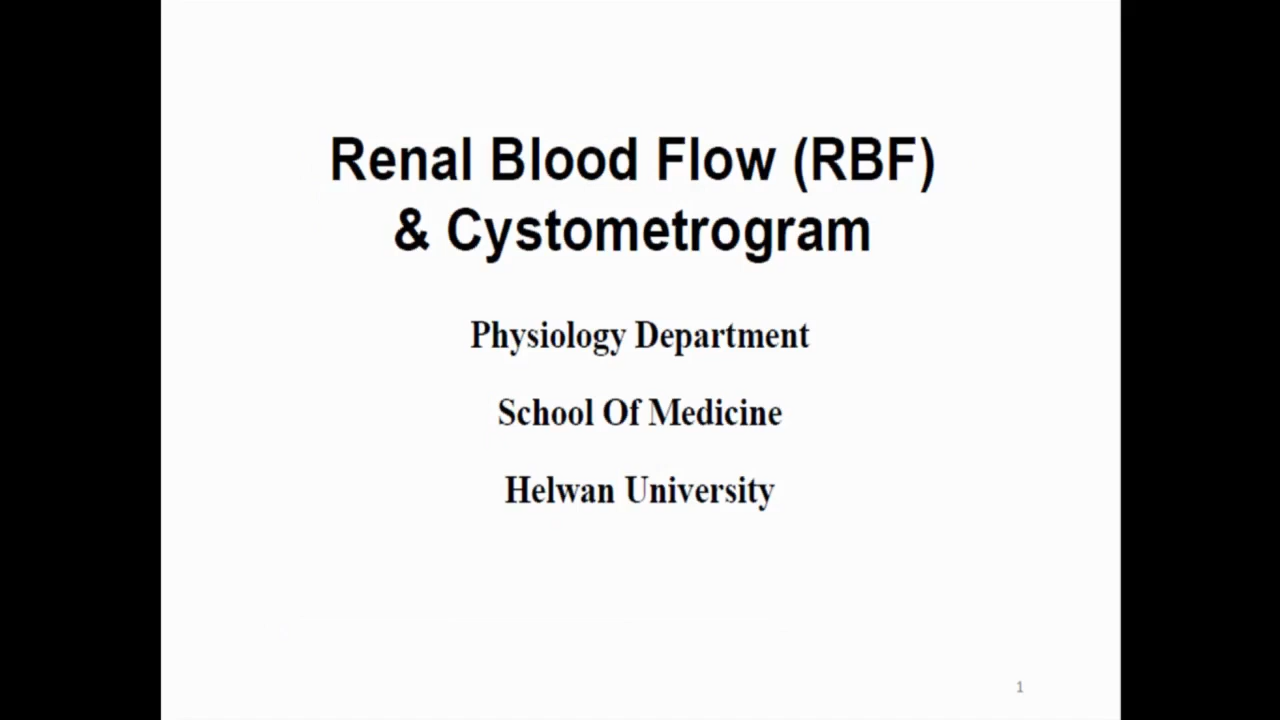 Renal Blood Flow (RBF)
& Cystometrogram
Physiology Department
School Of Medicine
Helwan University
1